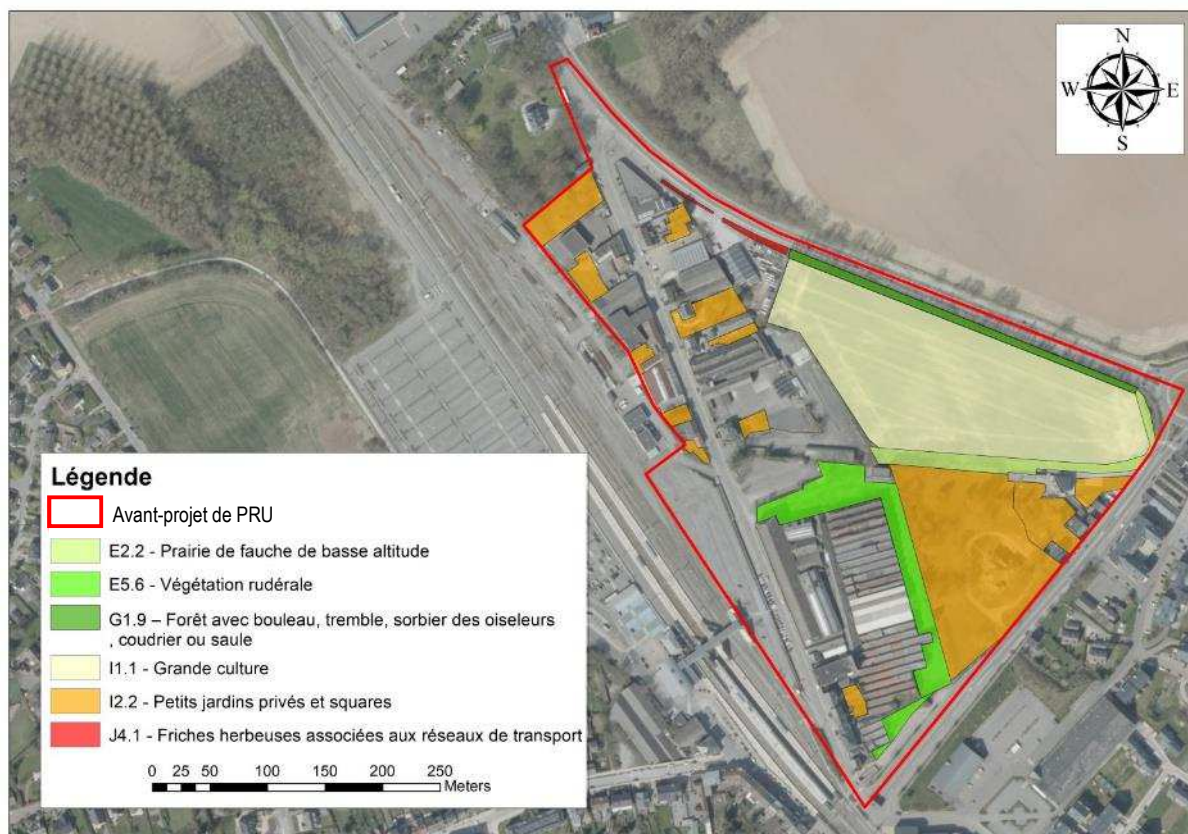 N
W E
S
Légende
Avant-projet de PRU
E2.2 - Prairie de fauche de basse altitude
E5.6 - Végétation rudérale
G1.9 – Forêt avec bouleau, tremble, sorbier des oiseleurs
, coudrier ou saule
I1.1 - Grande culture
I2.2 - Petits jardins privés et squares
J4.1 - Friches herbeuses associées aux réseaux de transport
0 25 50 100 150 200 250
Meters